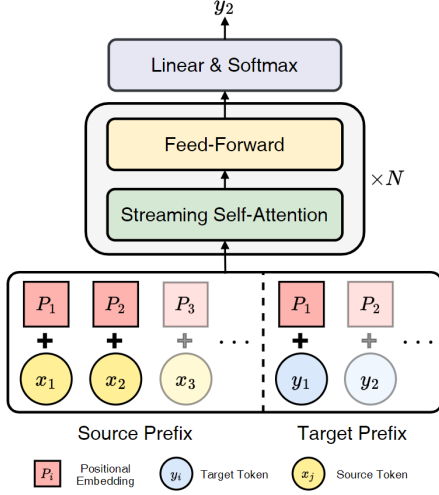 y₂
Linear & Softmax
Feed-Forward
× N
Streaming Self-Attention
P₁ P₂ P₃ P₁ P₂
+ + + ... + + ...
x₁ x₂ x₃ y₁ y₂
Source Prefix Target Prefix
Pᵢ Positional Embedding yᵢ Target Token xⱼ Source Token